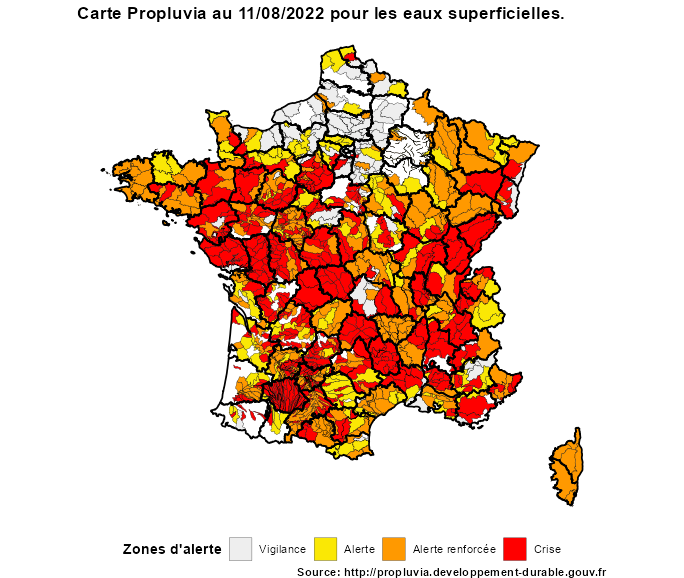 Carte Propluvia au 11/08/2022 pour les eaux superficielles.
Zones d'alerte Vigilance Alerte Alerte renforcée Crise
Source: http://propluvia.developpement-durable.gouv.fr